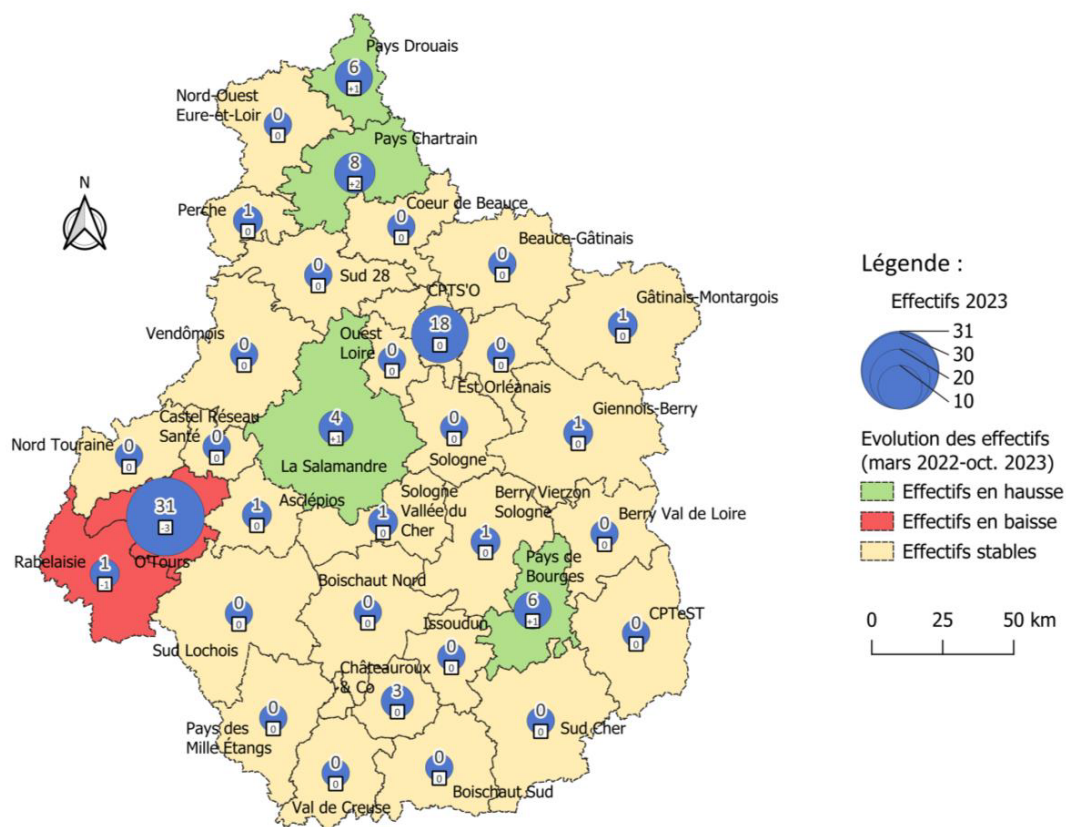 Pays Drouais
6
+1
Nord-Ouest
Eure-et-Loir
0
0
Pays Chartrain
8
+2
N
Perche
1
0
Coeur de Beauce
0
0
Beauce-Gâtinais
0
0
Sud 28
0
0
CPTS'O
18
0
Gâtinais-Montargois
1
0
Vendômois
0
0
Ouest
Loire
0
0
0
0
Est Orléanais
Giennois-Berry
1
0
Castel Réseau
Santé
0
0
Nord Touraine
0
0
4
+1
La Salamandre
0
0
Sologne
31
-3
O'Tours
Rabelaisie
1
-1
Asclépios
1
0
Sologne
Vallée du
Cher
1
0
Berry Vierzon
Sologne
1
0
Berry Val de Loire
0
0
Pays de
Bourges
6
+1
Boischaut Nord
0
0
Issoudun
0
0
CPTeST
0
0
0
0
Sud Lochois
Châteauroux
& Co
3
0
0
0
Pays des
Mille Étangs
0
0
Sud Cher
0
0
Val de Creuse
0
0
Boischaut Sud
Légende :
Effectifs 2023
31
30
20
10
Evolution des effectifs
(mars 2022-oct. 2023)
Effectifs en hausse
Effectifs en baisse
Effectifs stables
0 25 50 km